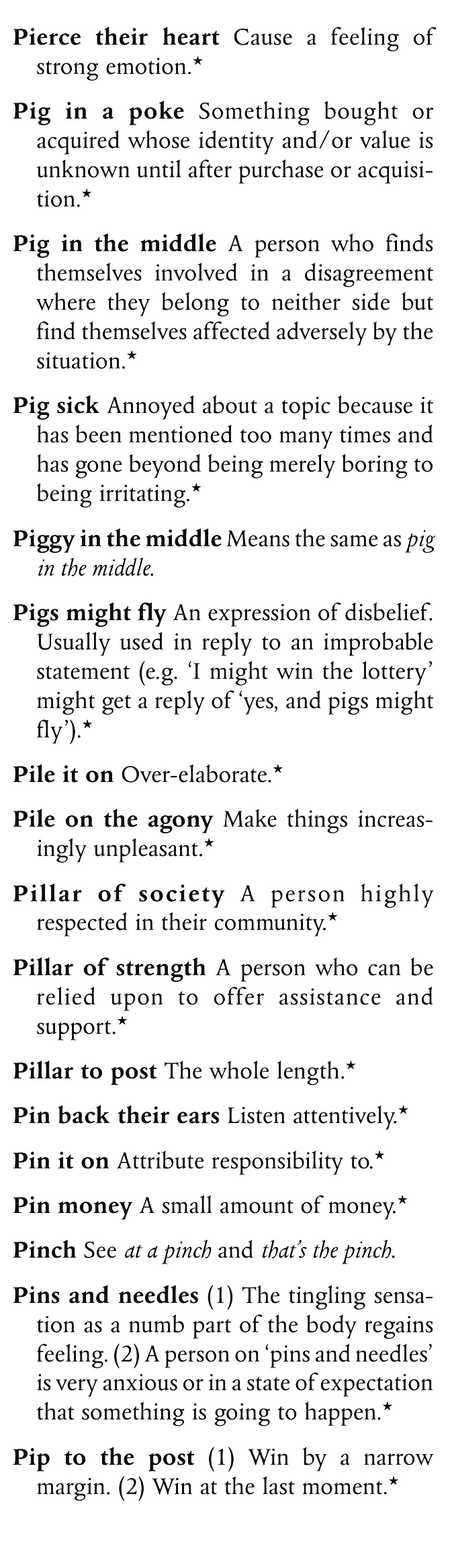 Pierce their heart Cause a feeling of
strong emotion.★
Pig in a poke Something bought or
acquired whose identity and/or value is
unknown until after purchase or acquisi-
tion.★
Pig in the middle A person who finds
themselves involved in a disagreement
where they belong to neither side but
find themselves affected adversely by the
situation.★
Pig sick Annoyed about a topic because it
has been mentioned too many times and
has gone beyond being merely boring to
being irritating.★
Piggy in the middle Means the same as pig
in the middle.
Pigs might fly An expression of disbelief.
Usually used in reply to an improbable
statement (e.g. ‘I might win the lottery’
might get a reply of ‘yes, and pigs might
fly’).★
Pile it on Over-elaborate.★
Pile on the agony Make things increas-
ingly unpleasant.★
Pillar of society A person highly
respected in their community.★
Pillar of strength A person who can be
relied upon to offer assistance and
support.★
Pillar to post The whole length.★
Pin back their ears Listen attentively.★
Pin it on Attribute responsibility to.★
Pin money A small amount of money.★
Pinch See at a pinch and that’s the pinch.
Pins and needles (1) The tingling sensa-
tion as a numb part of the body regains
feeling. (2) A person on ‘pins and needles’
is very anxious or in a state of expectation
that something is going to happen.★
Pip to the post (1) Win by a narrow
margin. (2) Win at the last moment.★